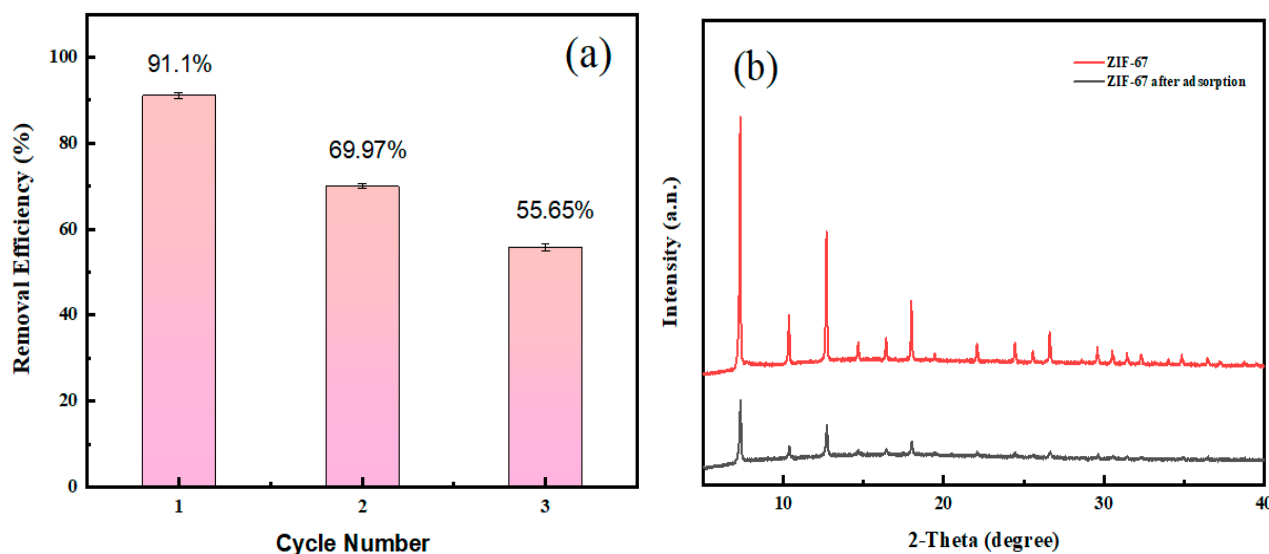 (a)
91.1%
69.97%
55.65%
100
80
60
40
20
0
1
2
3
Removal Efficiency (%)
Cycle Number
(b)
ZIF-67
ZIF-67 after adsorption
Intensity (a.n.)
10
20
30
40
2-Theta (degree)